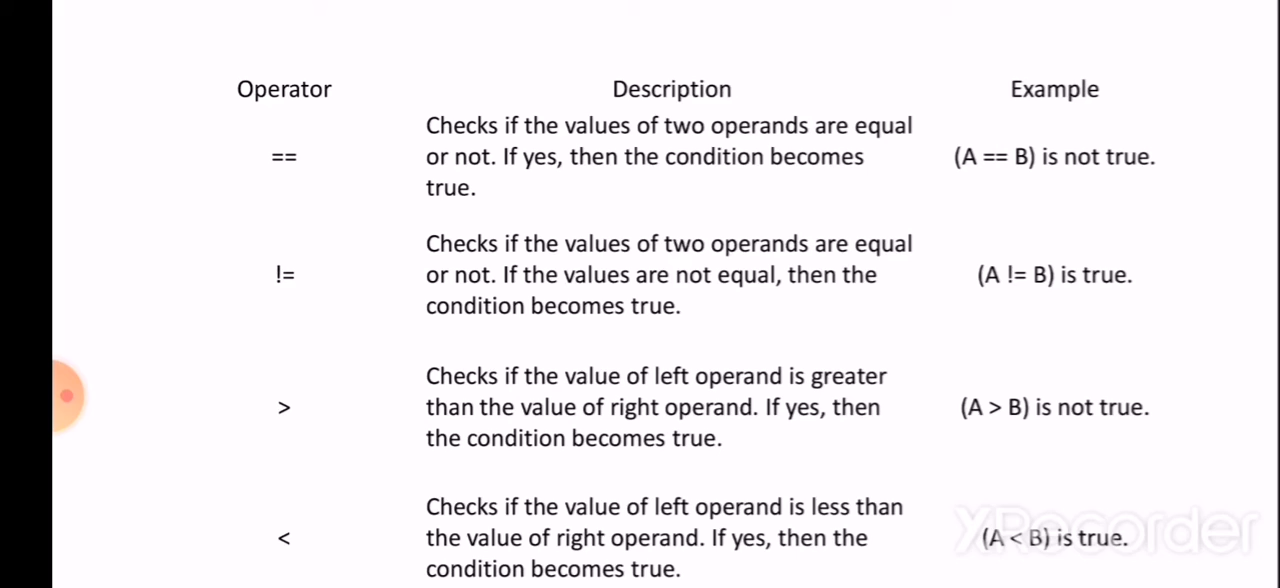 Operator Description Example
Checks if the values of two operands are equal
== or not. If yes, then the condition becomes (A == B) is not true.
true.
Checks if the values of two operands are equal
!= or not. If the values are not equal, then the (A != B) is true.
condition becomes true.
Checks if the value of left operand is greater
> than the value of right operand. If yes, then (A > B) is not true.
the condition becomes true.
Checks if the value of left operand is less than
< the value of right operand. If yes, then the (A < B) is true.
condition becomes true.
XRecorder